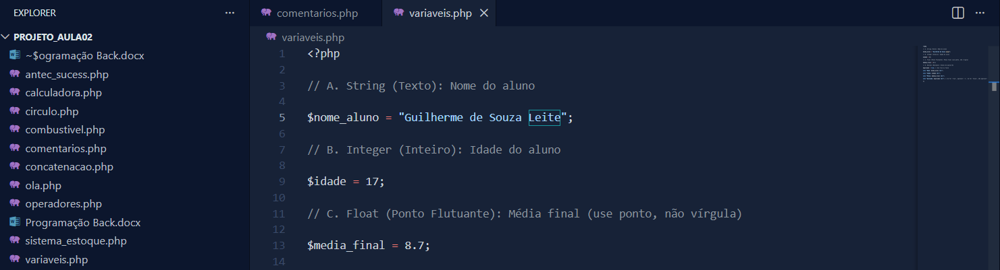 EXPLORER
PROJETO_AULA02
~$ogramação Back.docx
antec_sucess.php
calculadora.php
circulo.php
combustivel.php
comentarios.php
concatenacao.php
ola.php
operadores.php
Programação Back.docx
sistema_estoque.php
variaveis.php
comentarios.php
variaveis.php
variaveis.php
1 <?php
2
3 // A. String (Texto): Nome do aluno
4
5 $nome_aluno = "Guilherme de Souza Leite";
6
7 // B. Integer (Inteiro): Idade do aluno
8
9 $idade = 17;
10
11 // C. Float (Ponto Flutuante): Média final (use ponto, não vírgula)
12
13 $media_final = 8.7;
14